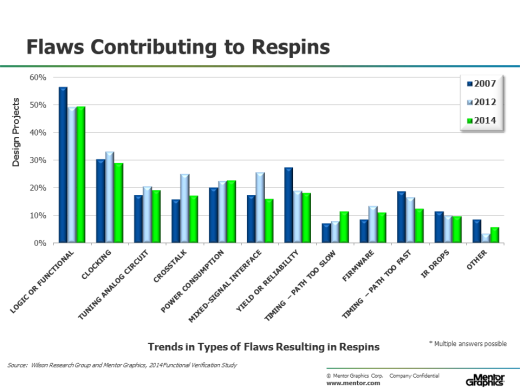 Flaws Contributing to Respins
60%
50%
40%
30%
20%
10%
0%
Design Projects
2007
2012
2014
LOGIC OR FUNCTIONAL
CLOCKING
TUNING ANALOG CIRCUIT
CROSSTALK
POWER CONSUMPTION
MIXED-SIGNAL INTERFACE
YIELD OR RELIABILITY
TIMING – PATH TOO SLOW
FIRMWARE
TIMING – PATH TOO FAST
IR DROPS
OTHER
Trends in Types of Flaws Resulting in Respins
* Multiple answers possible
Source: Wilson Research Group and Mentor Graphics, 2014 Functional Verification Study
© Mentor Graphics Corp. Company Confidential
www.mentor.com
Mentor
Graphics